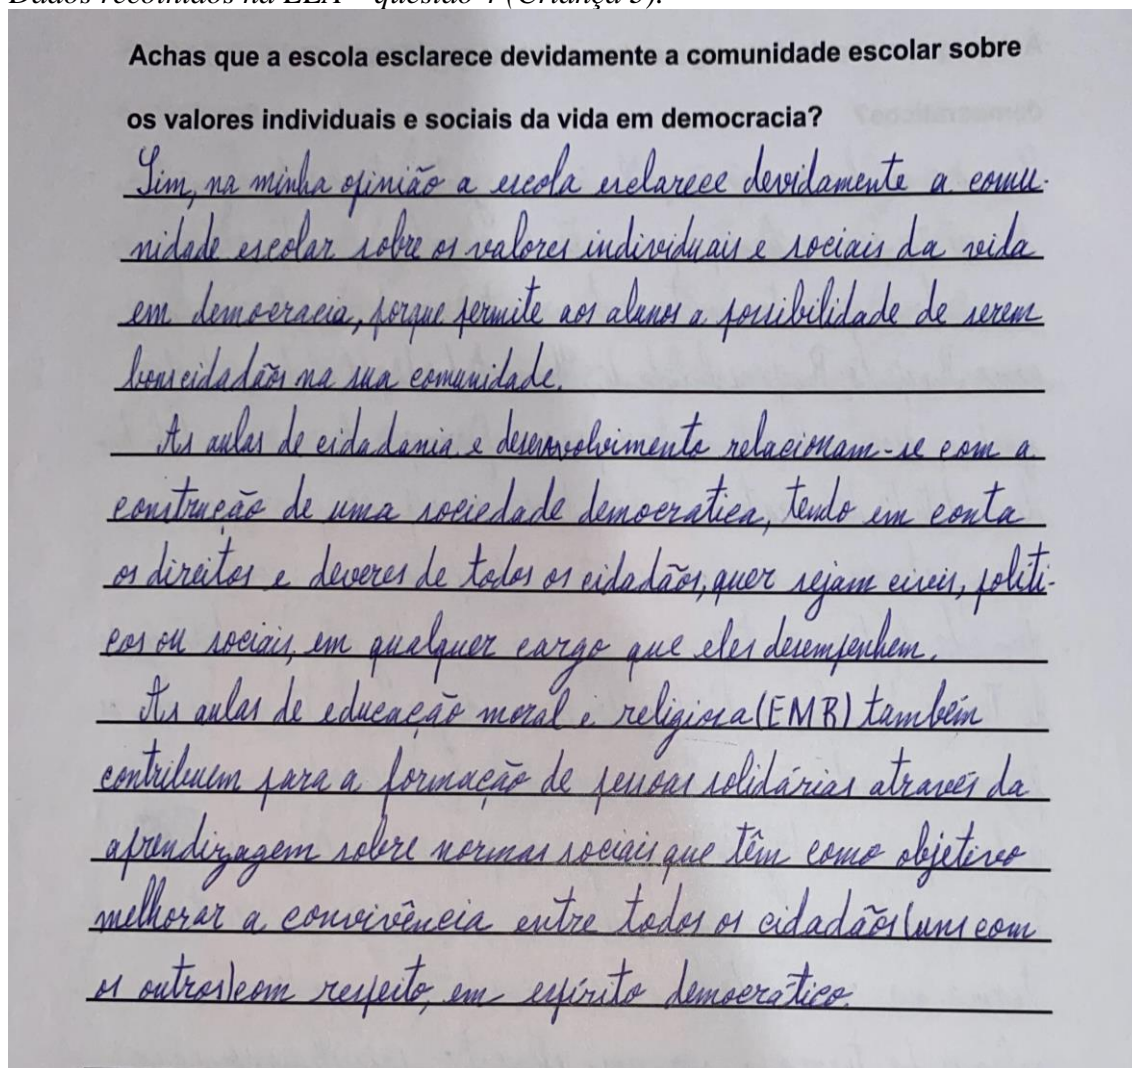 Dados recolhidos na LEA – questão 4 (Criança 5).
Achas que a escola esclarece devidamente a comunidade escolar sobre
os valores individuais e sociais da vida em democracia?
Sim, na minha opinião a escola esclarece devidamente a comu-
nidade escolar sobre os valores individuais e sociais da vida
em democracia, porque permite aos alunos a possibilidade de serem
bons cidadãos na sua comunidade.
As aulas de cidadania e desenvolvimento relacionam-se com a
construção de uma sociedade democratica, tendo em conta
os direitos e deveres de todos os cidadãos, quer sejam civis, politi-
cos ou sociais, em qualquer cargo que eles desempenhem.
As aulas de educação moral e religiosa (EMR) também
contribuem para a formação de pessoas solidárias através da
aprendizagem sobre normas sociais que têm como objetivo
melhorar a convivência entre todos os cidadãos (uns com
os outros) com respeito, em espírito democrático.